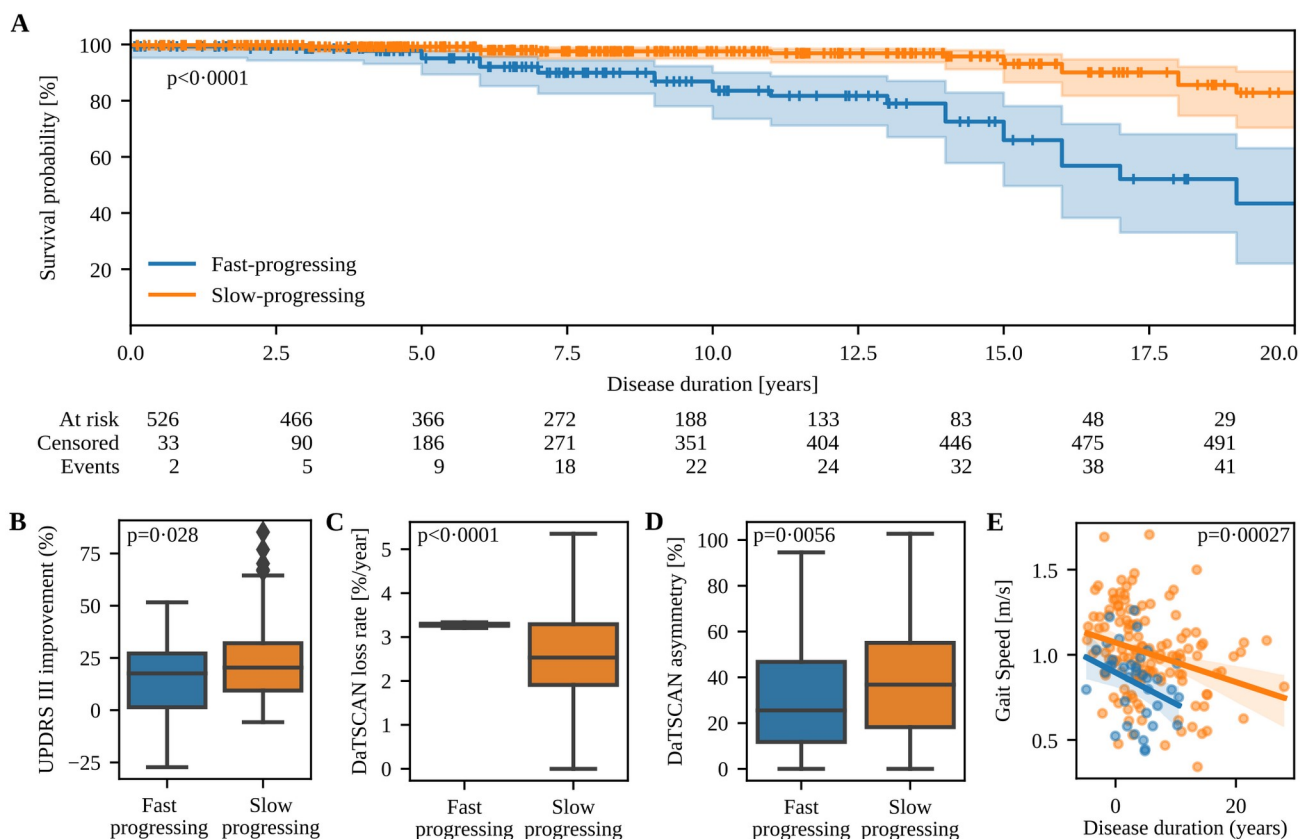 A
100
80
60
40
20
Survival probability [%]
p<0·0001
Fast-progressing
Slow-progressing
0.0 2.5 5.0 7.5 10.0 12.5 15.0 17.5 20.0
Disease duration [years]
At risk 526 466 366 272 188 133 83 48 29
Censored 33 90 186 271 351 404 446 475 491
Events 2 5 9 18 22 24 32 38 41
B
UPDRS III improvement (%)
p=0·028
75
50
25
0
−25
Fast
progressing
Slow
progressing
C
DaTSCAN loss rate [%/year]
p<0·0001
5
4
3
2
1
0
Fast
progressing
Slow
progressing
D
DaTSCAN asymmetry [%]
p=0·0056
100
80
60
40
20
0
Fast
progressing
Slow
progressing
E
Gait Speed [m/s]
p=0·00027
1.5
1.0
0.5
0 20
Disease duration (years)